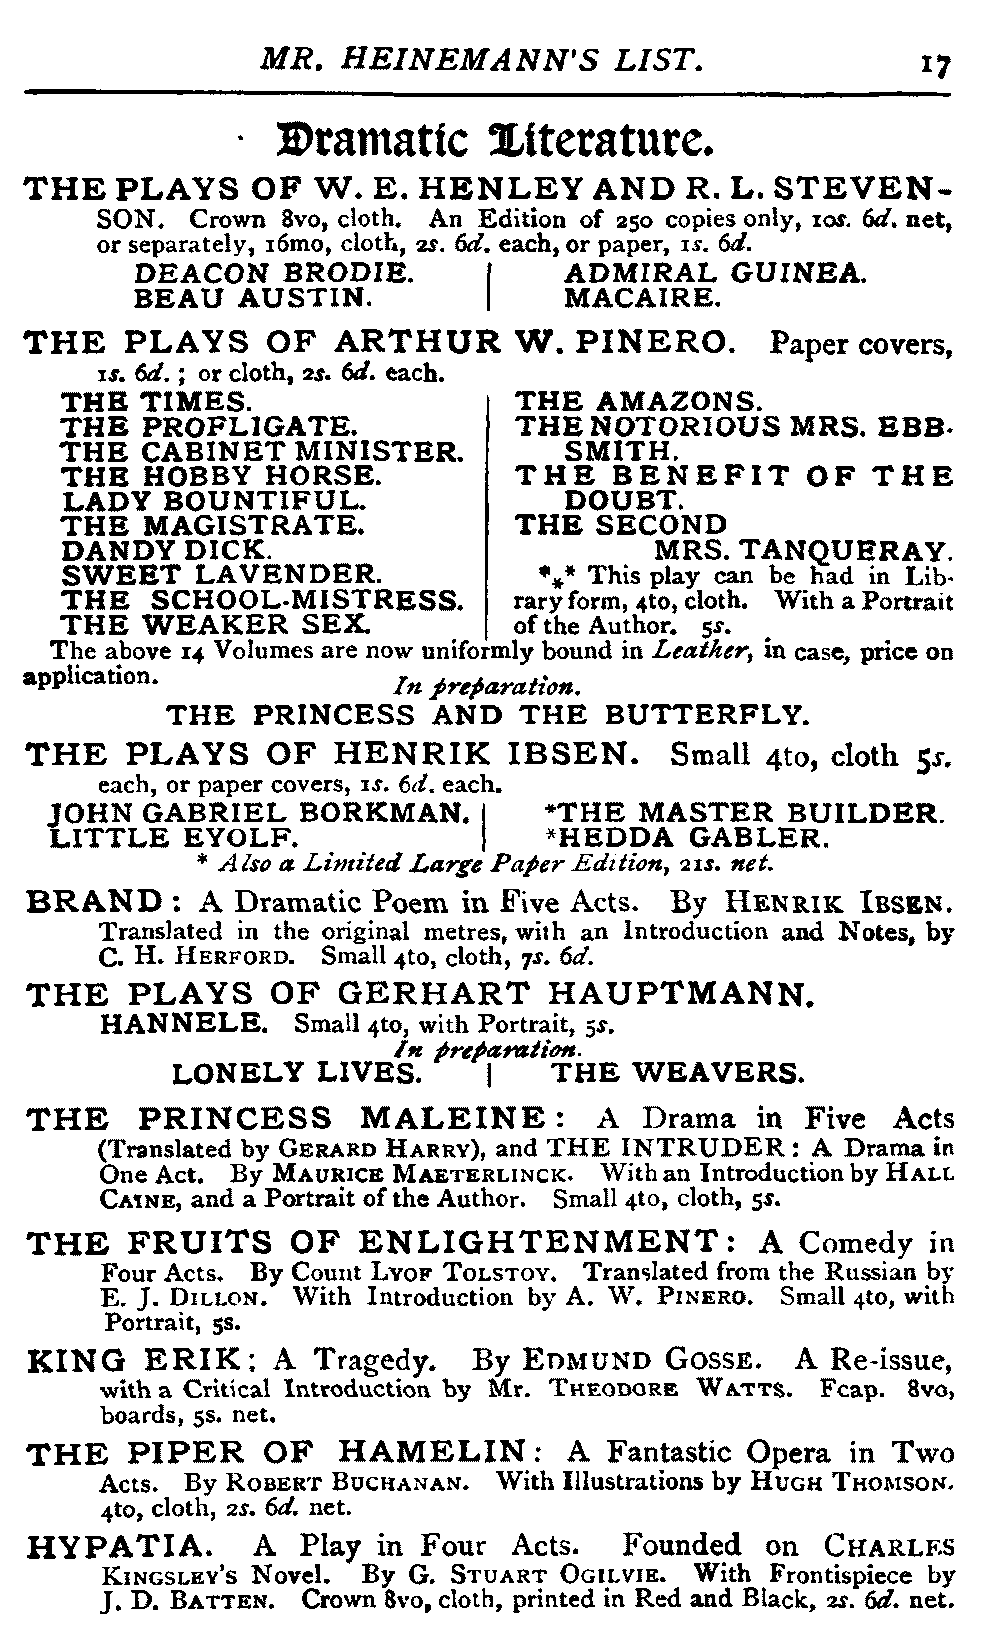 MR. HEINEMANN'S LIST. 17
Dramatic Literature.
THE PLAYS OF W. E. HENLEY AND R. L. STEVEN-
SON. Crown 8vo, cloth. An Edition of 250 copies only, 10s. 6d. net,
or separately, 16mo, cloth, 2s. 6d. each, or paper, 1s. 6d.
DEACON BRODIE. | ADMIRAL GUINEA.
BEAU AUSTIN. | MACAIRE.
THE PLAYS OF ARTHUR W. PINERO. Paper covers,
1s. 6d.; or cloth, 2s. 6d. each.
THE TIMES.
THE PROFLIGATE.
THE CABINET MINISTER.
THE HOBBY HORSE.
LADY BOUNTIFUL.
THE MAGISTRATE.
DANDY DICK.
SWEET LAVENDER.
THE SCHOOL-MISTRESS.
THE WEAKER SEX.
THE AMAZONS.
THE NOTORIOUS MRS. EBB-
SMITH.
THE BENEFIT OF THE
DOUBT.
THE SECOND
MRS. TANQUERAY.
*** This play can be had in Lib-
rary form, 4to, cloth. With a Portrait
of the Author. 5s.
The above 14 Volumes are now uniformly bound in Leather, in case, price on
application.
In preparation.
THE PRINCESS AND THE BUTTERFLY.
THE PLAYS OF HENRIK IBSEN. Small 4to, cloth 5s.
each, or paper covers, 1s. 6d. each.
JOHN GABRIEL BORKMAN. | *THE MASTER BUILDER.
LITTLE EYOLF. | *HEDDA GABLER.
* Also a Limited Large Paper Edition, 21s. net.
BRAND: A Dramatic Poem in Five Acts. By HENRIK IBSEN.
Translated in the original metres, with an Introduction and Notes, by
C. H. HERFORD. Small 4to, cloth, 7s. 6d.
THE PLAYS OF GERHART HAUPTMANN.
HANNELE. Small 4to, with Portrait, 5s.
In preparation.
LONELY LIVES. | THE WEAVERS.
THE PRINCESS MALEINE: A Drama in Five Acts
(Translated by GERARD HARRY), and THE INTRUDER: A Drama in
One Act. By MAURICE MAETERLINCK. With an Introduction by HALL
CAINE, and a Portrait of the Author. Small 4to, cloth, 5s.
THE FRUITS OF ENLIGHTENMENT: A Comedy in
Four Acts. By Count LYOF TOLSTOY. Translated from the Russian by
E. J. DILLON. With Introduction by A. W. PINERO. Small 4to, with
Portrait, 5s.
KING ERIK; A Tragedy. By EDMUND GOSSE. A Re-issue,
with a Critical Introduction by Mr. THEODORE WATTS. Fcap. 8vo,
boards, 5s. net.
THE PIPER OF HAMELIN: A Fantastic Opera in Two
Acts. By ROBERT BUCHANAN. With Illustrations by HUGH THOMSON.
4to, cloth, 2s. 6d. net.
HYPATIA. A Play in Four Acts. Founded on CHARLES
KINGSLEY'S Novel. By G. STUART OGILVIE. With Frontispiece by
J. D. BATTEN. Crown 8vo, cloth, printed in Red and Black, 2s. 6d. net.